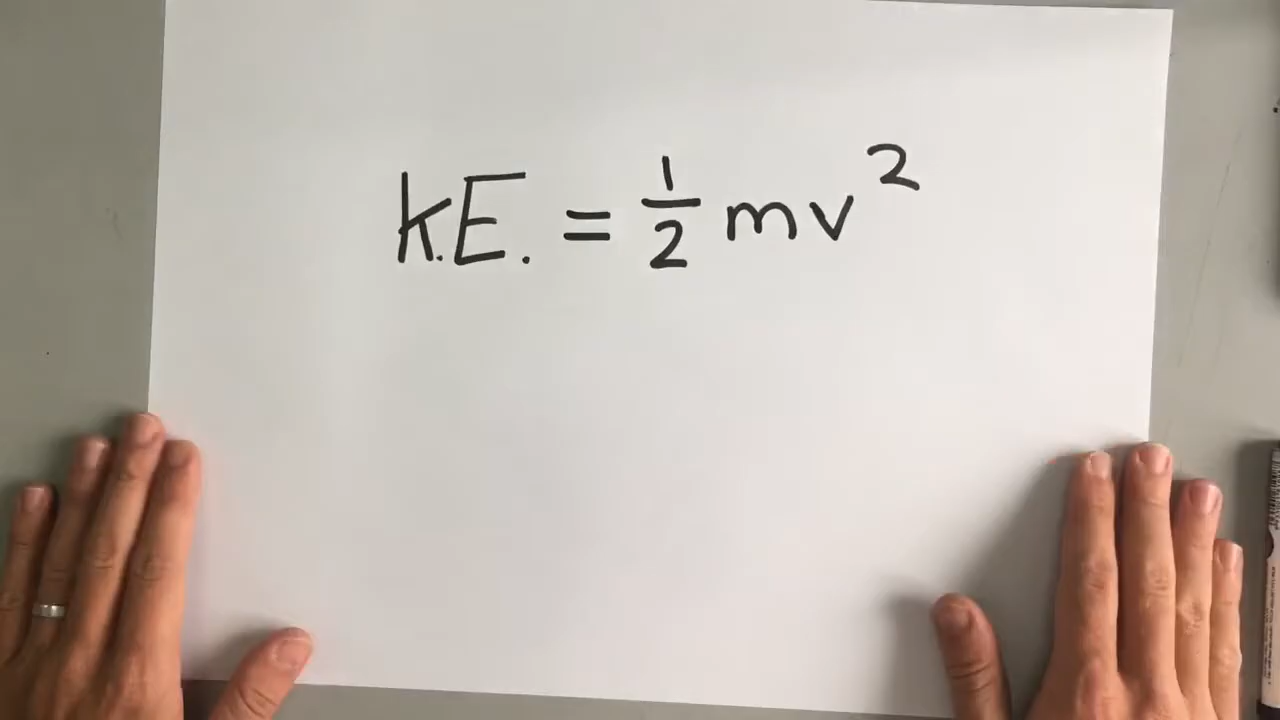 K.E. = ½ mv²